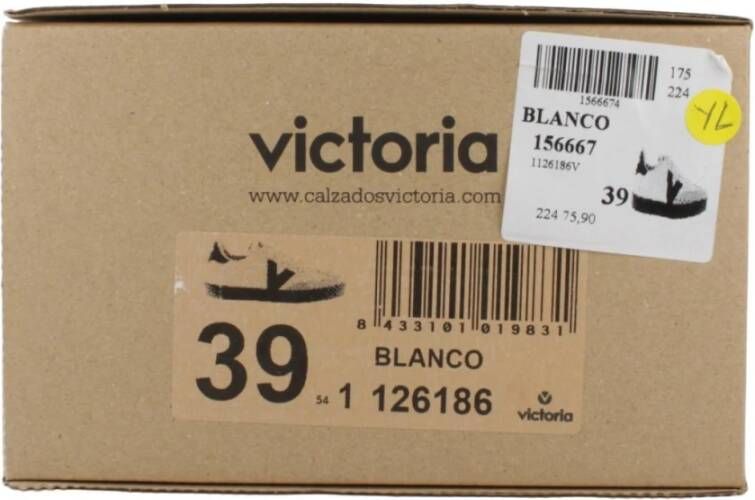 victoria
www.calzadosvictoria.com
1566674
175
224
BLANCO
156667
1126186V
39
224 75,90
YL
8 433101 019831
39
BLANCO
54 1 126186
victoria